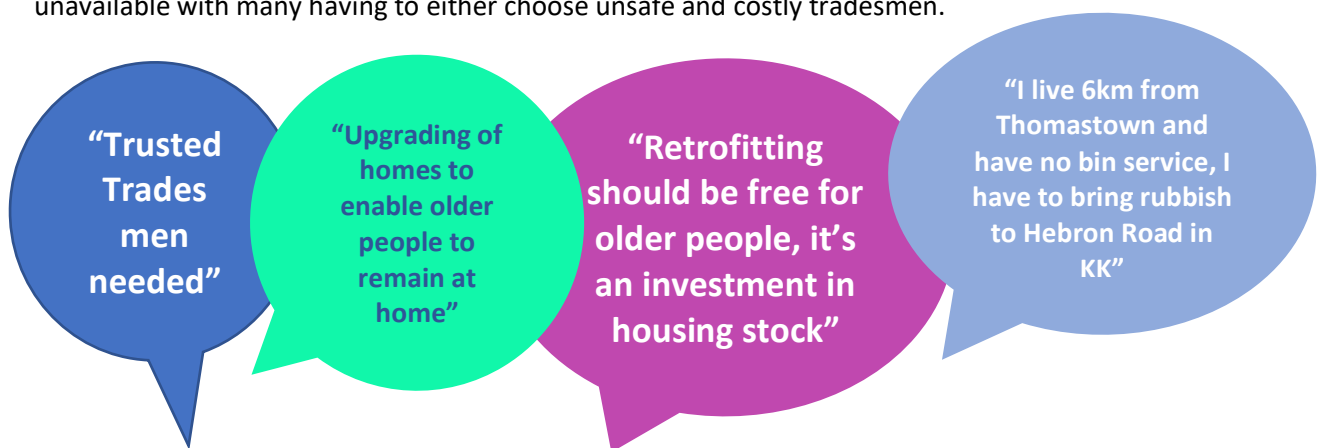 unavailable with many having to either choose unsafe and costly tradesmen.
“Trusted
Trades
men
needed”
“Upgrading of
homes to
enable older
people to
remain at
home”
“Retrofitting
should be free for
older people, it’s
an investment in
housing stock”
“I live 6km from
Thomastown and
have no bin service, I
have to bring rubbish
to Hebron Road in
KK”